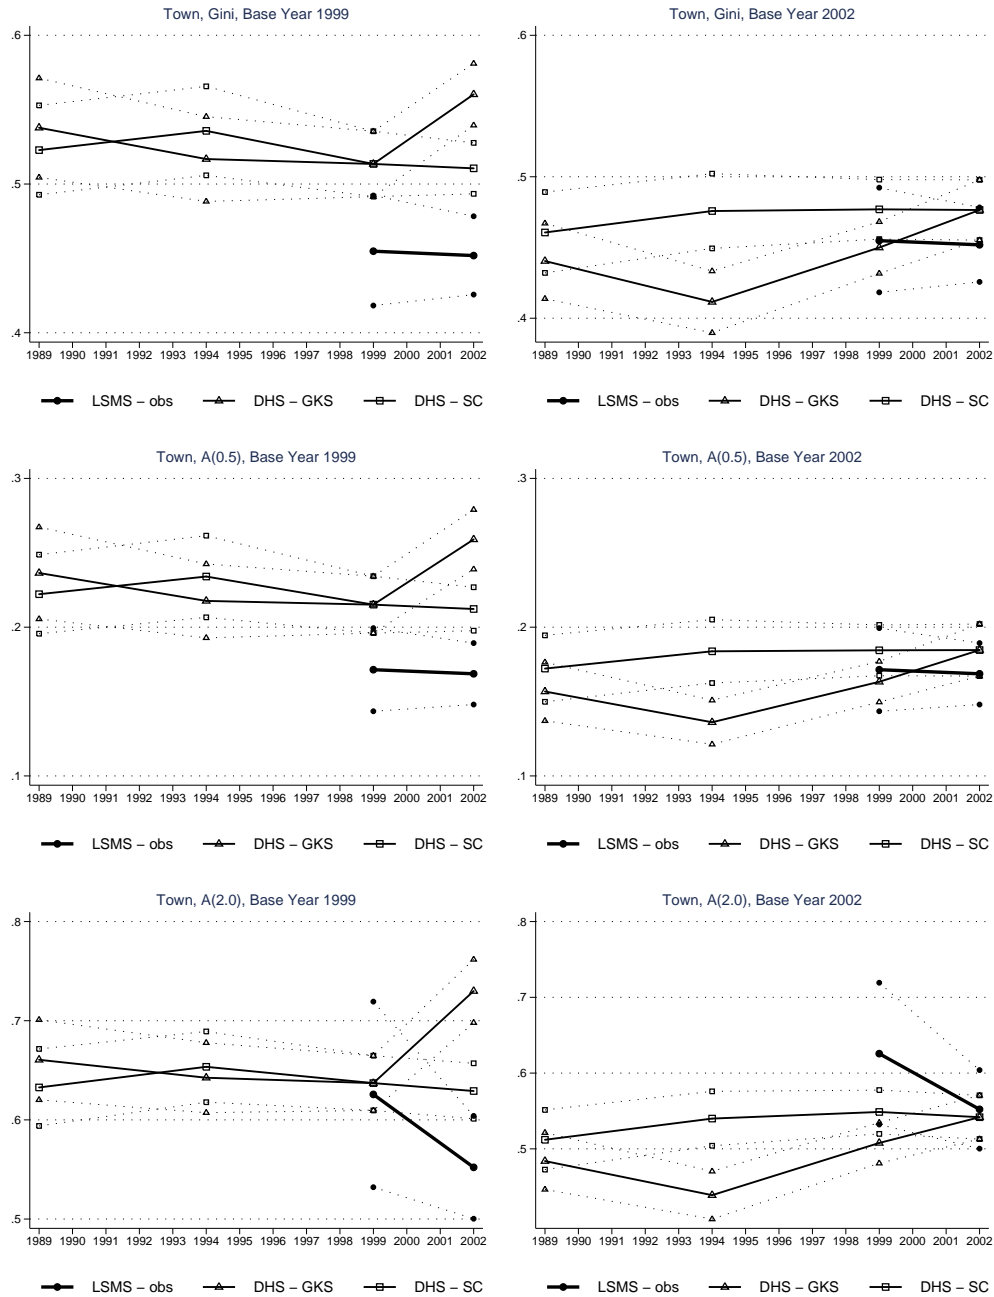 Town, Gini, Base Year 1999
.6
.5
.4
1989 1990 1991 1992 1993 1994 1995 1996 1997 1998 1999 2000 2001 2002
LSMS − obs DHS − GKS DHS − SC
Town, Gini, Base Year 2002
.6
.5
.4
1989 1990 1991 1992 1993 1994 1995 1996 1997 1998 1999 2000 2001 2002
LSMS − obs DHS − GKS DHS − SC
Town, A(0.5), Base Year 1999
.3
.2
.1
1989 1990 1991 1992 1993 1994 1995 1996 1997 1998 1999 2000 2001 2002
LSMS − obs DHS − GKS DHS − SC
Town, A(0.5), Base Year 2002
.3
.2
.1
1989 1990 1991 1992 1993 1994 1995 1996 1997 1998 1999 2000 2001 2002
LSMS − obs DHS − GKS DHS − SC
Town, A(2.0), Base Year 1999
.8
.7
.6
.5
1989 1990 1991 1992 1993 1994 1995 1996 1997 1998 1999 2000 2001 2002
LSMS − obs DHS − GKS DHS − SC
Town, A(2.0), Base Year 2002
.8
.7
.6
.5
1989 1990 1991 1992 1993 1994 1995 1996 1997 1998 1999 2000 2001 2002
LSMS − obs DHS − GKS DHS − SC